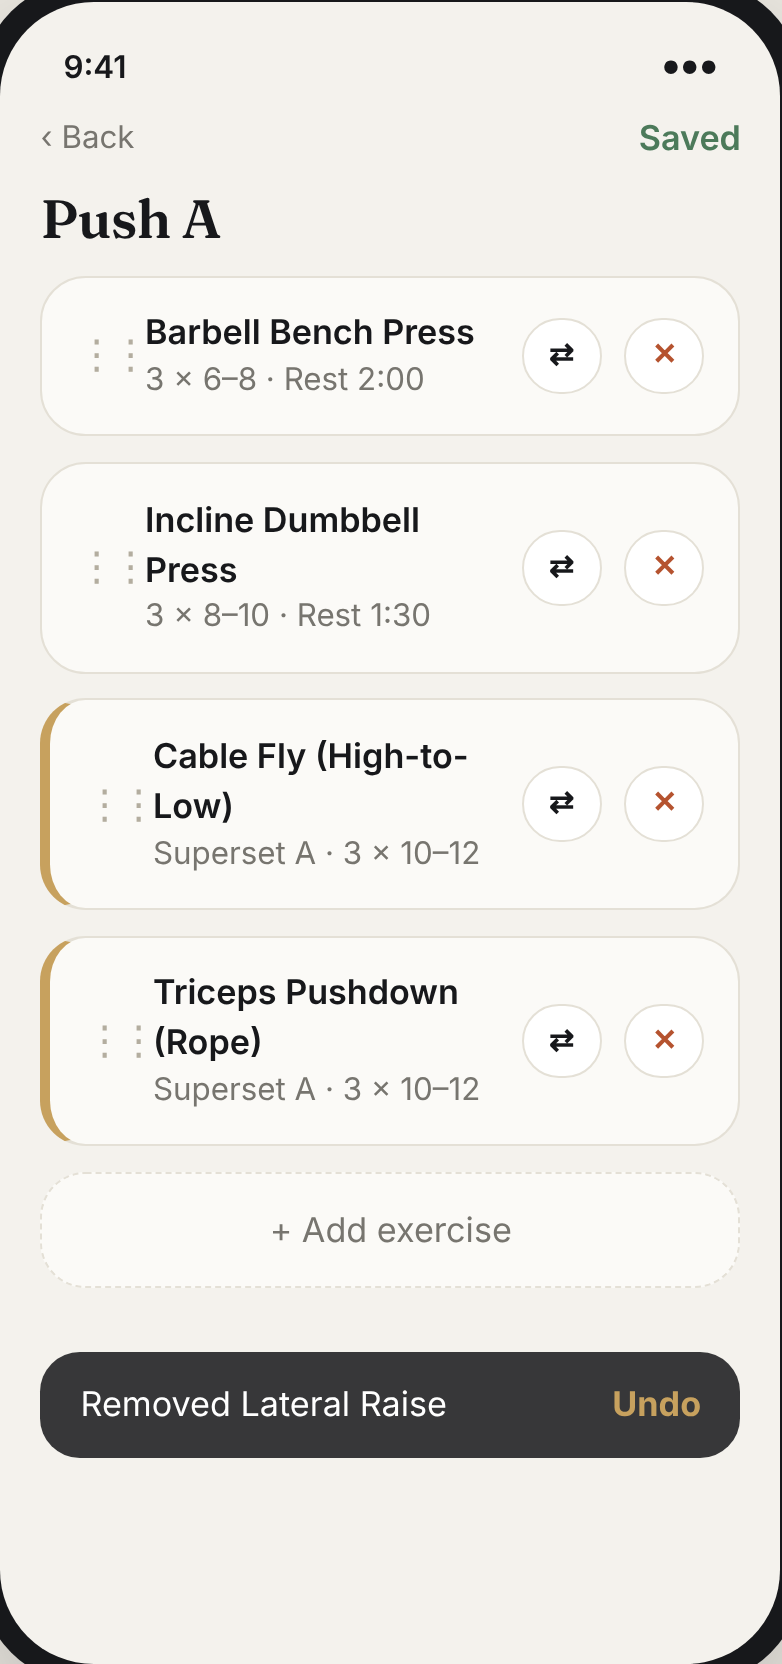 9:41
‹ Back
Saved
Push A
Barbell Bench Press
3 × 6–8 · Rest 2:00
⇄ ✕
Incline Dumbbell
Press
3 × 8–10 · Rest 1:30
⇄ ✕
Cable Fly (High-to-
Low)
Superset A · 3 × 10–12
⇄ ✕
Triceps Pushdown
(Rope)
Superset A · 3 × 10–12
⇄ ✕
+ Add exercise
Removed Lateral Raise
Undo